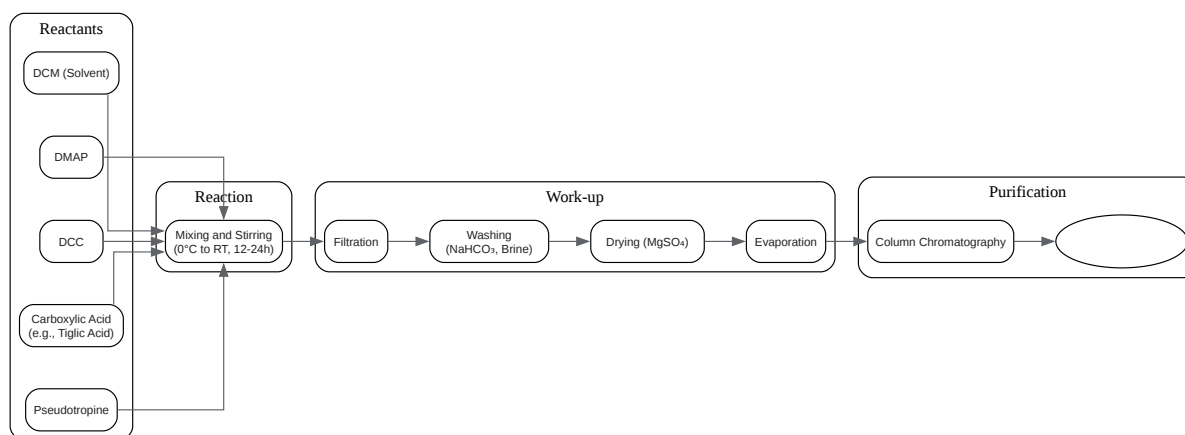 Reactants
DCM (Solvent)
DMAP
DCC
Carboxylic Acid
(e.g., Tiglic Acid)
Pseudotropine
Reaction
Mixing and Stirring
(0°C to RT, 12-24h)
Work-up
Filtration
Washing
(NaHCO₃, Brine)
Drying (MgSO₄)
Evaporation
Purification
Column Chromatography